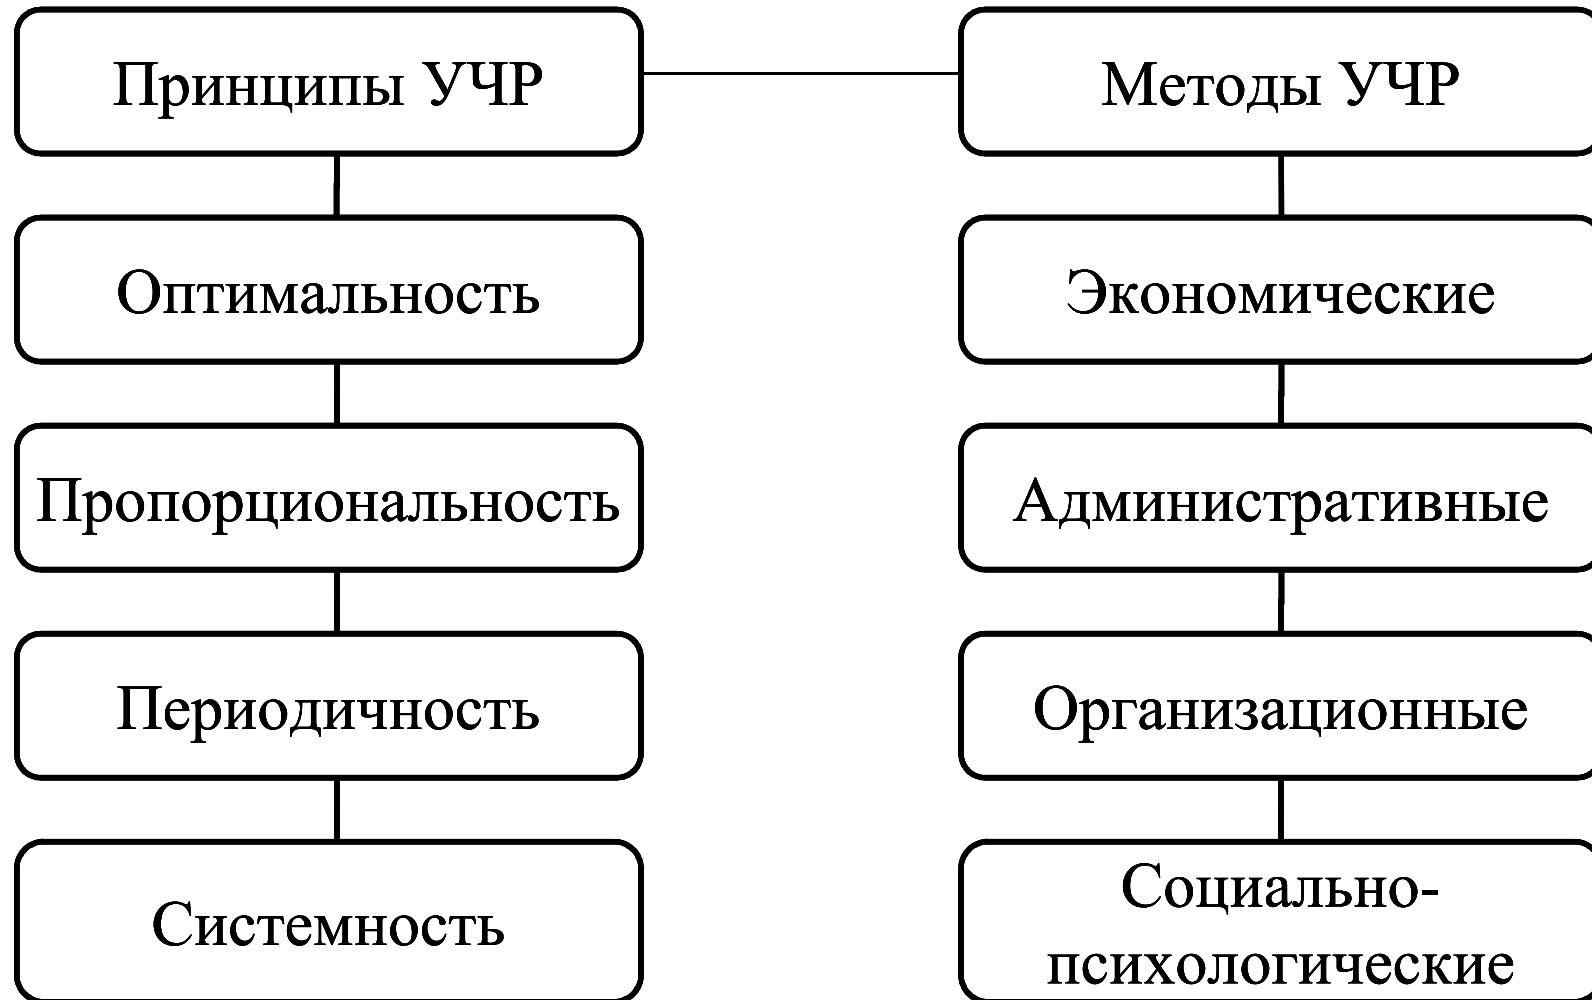 Принципы УЧР
Методы УЧР
Оптимальность
Экономические
Пропорциональность
Административные
Периодичность
Организационные
Системность
Социально-
психологические